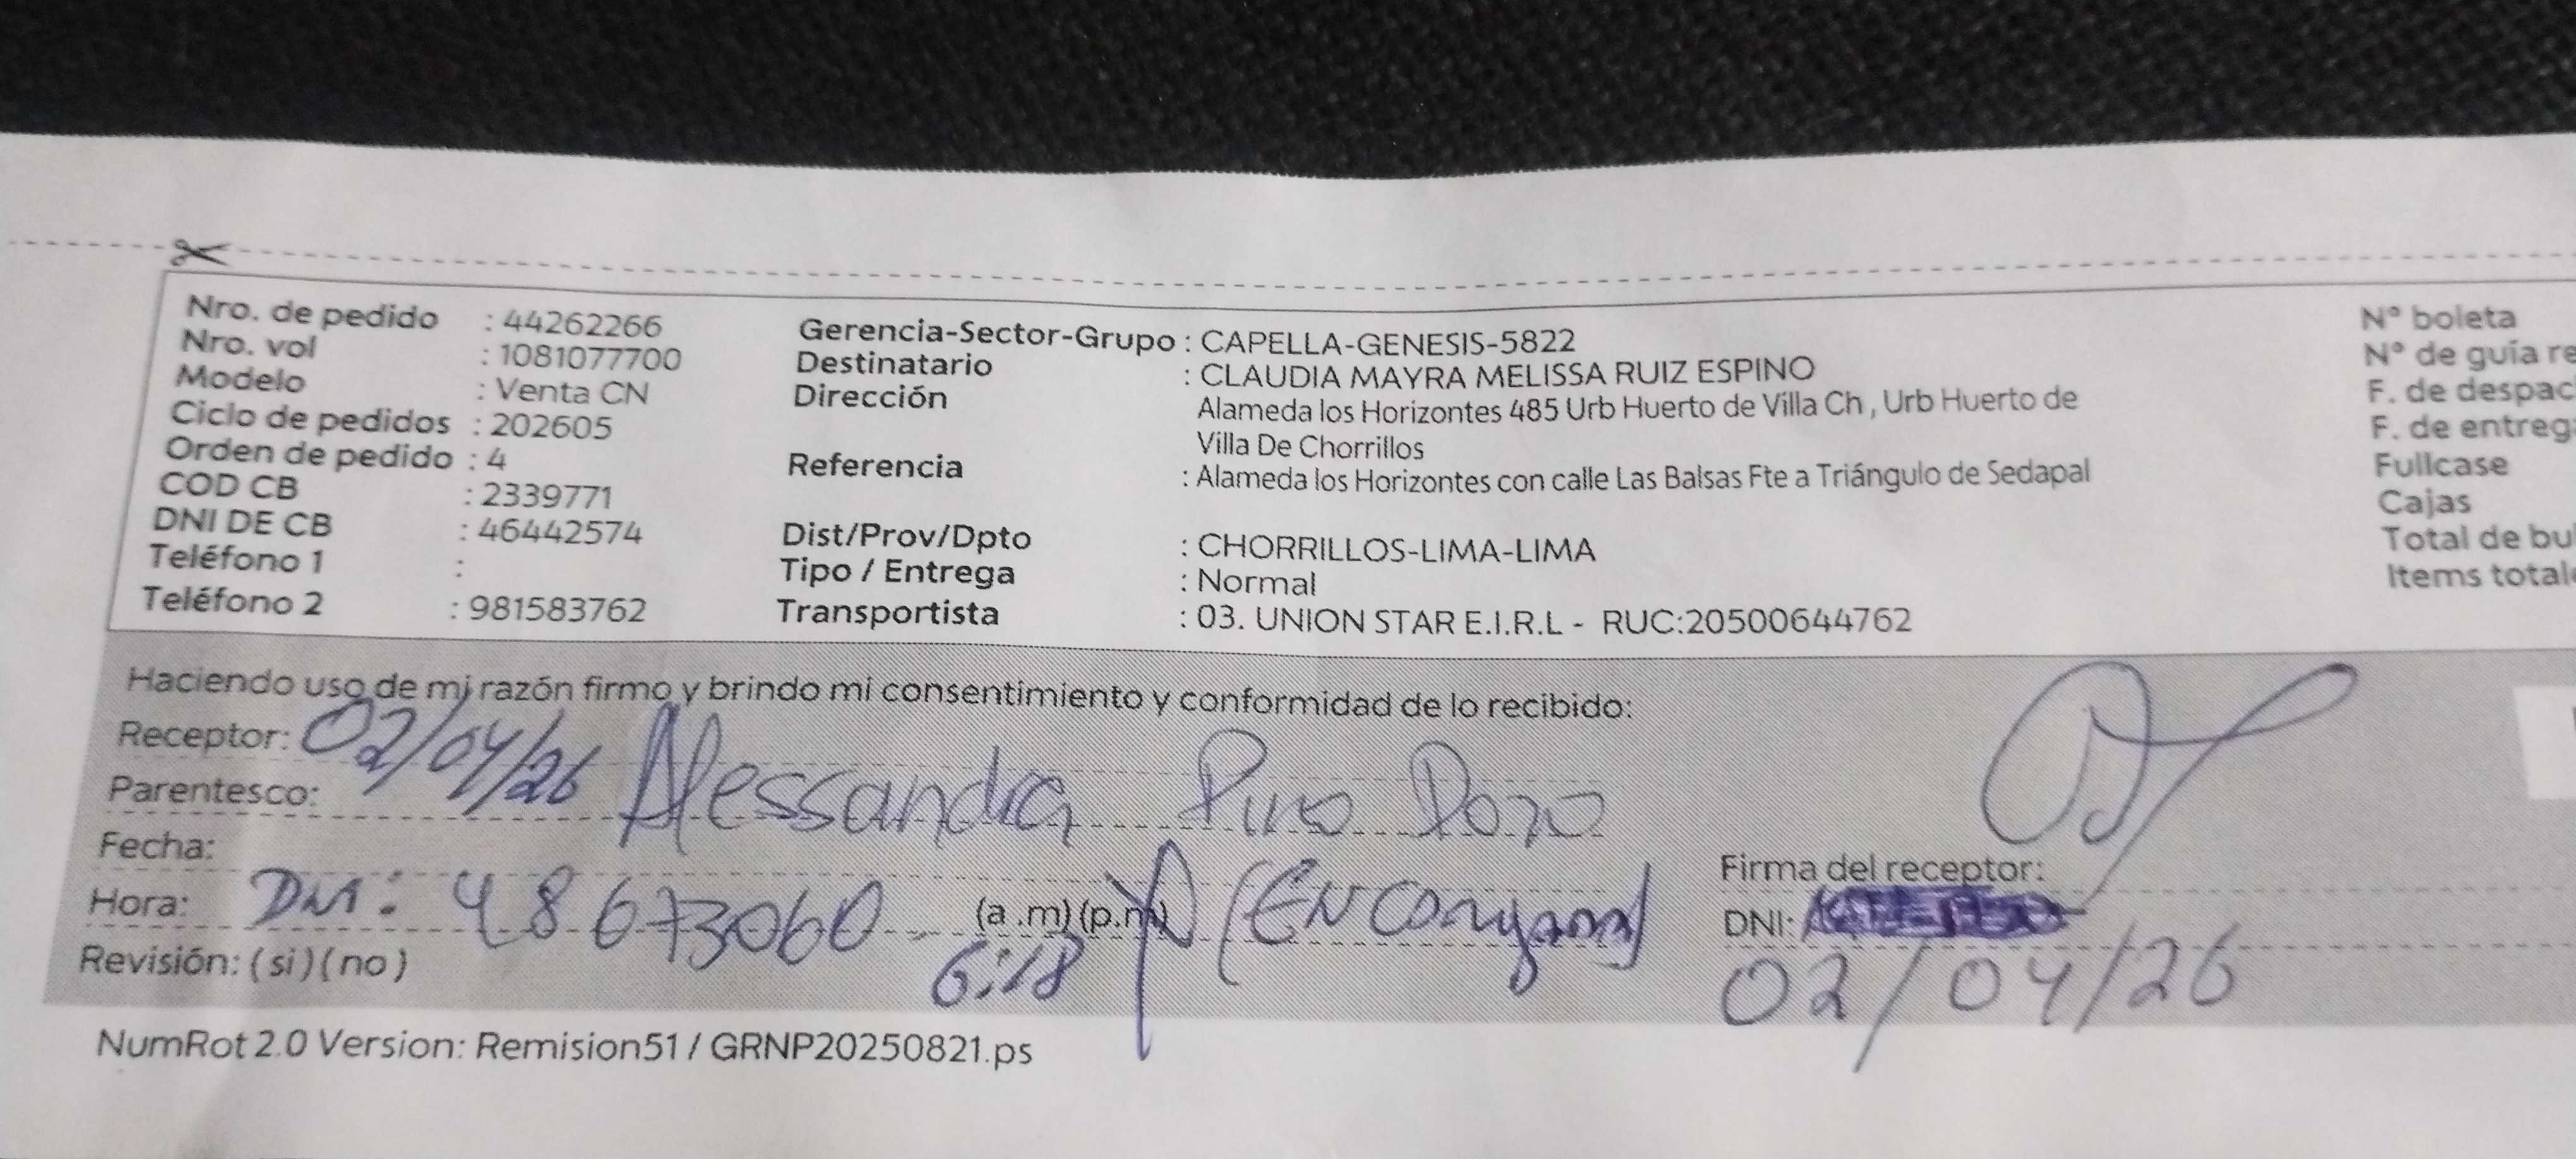 Nro. de pedido : 44262266
Nro. vol : 1081077700
Modelo : Venta CN
Ciclo de pedidos : 202605
Orden de pedido : 4
COD CB : 2339771
DNI DE CB : 46442574
Teléfono 1 :
Teléfono 2 : 981583762
Gerencia-Sector-Grupo : CAPELLA-GENESIS-5822
Destinatario : CLAUDIA MAYRA MELISSA RUIZ ESPINO
Dirección Alameda los Horizontes 485 Urb Huerto de Villa Ch , Urb Huerto de
Villa De Chorrillos
Referencia : Alameda los Horizontes con calle Las Balsas Fte a Triángulo de Sedapal
Dist/Prov/Dpto : CHORRILLOS-LIMA-LIMA
Tipo / Entrega : Normal
Transportista : 03. UNION STAR E.I.R.L - RUC:20500644762
N° boleta
N° de guía re
F. de despac
F. de entreg
Fullcase
Cajas
Total de bu
Items total
Haciendo uso de mi razón firmo y brindo mi consentimiento y conformidad de lo recibido:
Receptor: 02/04/26 Alessandra
Parentesco:
Fecha:
Hora: DNI: 48673060 (a .m)(p.m)
6:18
Revisión: ( si ) ( no )
Firma del receptor:
DNI:
02/04/26
NumRot 2.0 Version: Remision51 / GRNP20250821.ps